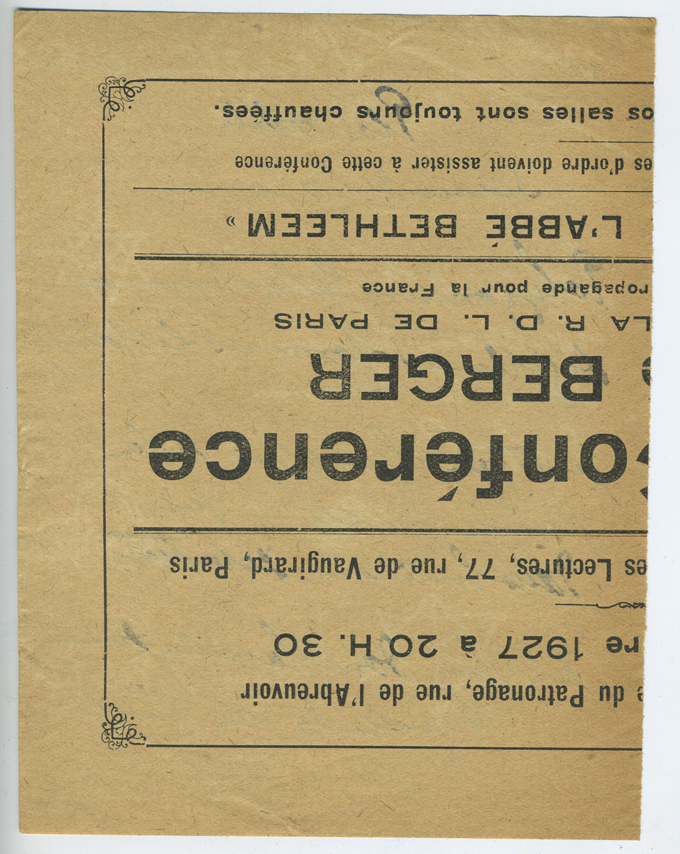 e du Patronage, rue de l'Abreuvoir
re 1927 à 20 H. 30
es Lectures, 77, rue de Vaugirard, Paris
Conférence
e BERGER
LA R. D. L. DE PARIS
ropagande pour la France
L'ABBÉ BETHLEEM »
es d'ordre doivent assister à cette Conférence
os salles sont toujours chauffées.